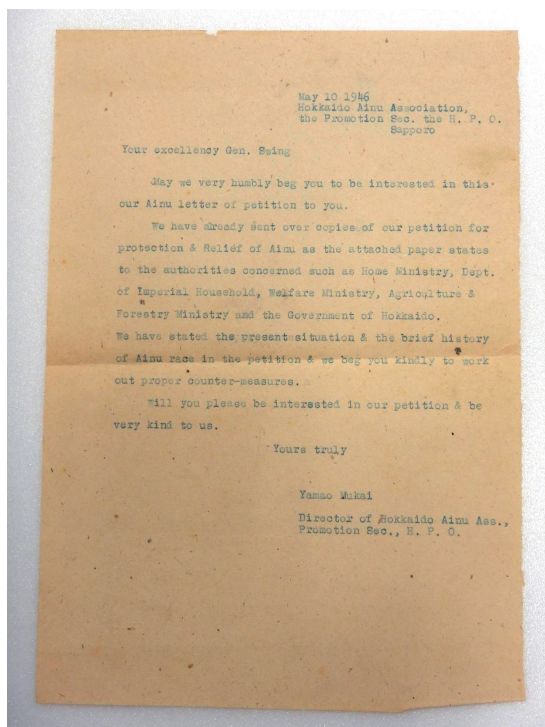 May 10 1946
Hokkaido Ainu Association,
the Promotion Sec. the H. P. O.
Sapporo
Your excellency Gen. Swing
May we very humbly beg you to be interested in this
our Ainu letter of petition to you.
We have already sent over copies of our petition for
protection & Relief of Ainu as the attached paper states
to the authorities concerned such as Home Ministry, Dept.
of Imperial Household, Welfare Ministry, Agriculture &
Forestry Ministry and the Government of Hokkaido.
We have stated the present situation & the brief history
of Ainu race in the petition & we beg you kindly to work
out proper counter-measures.
Will you please be interested in our petition & be
very kind to us.
Yours truly
Yamao Mukai
Director of Hokkaido Ainu Ass.,
Promotion Sec., H. P. O.